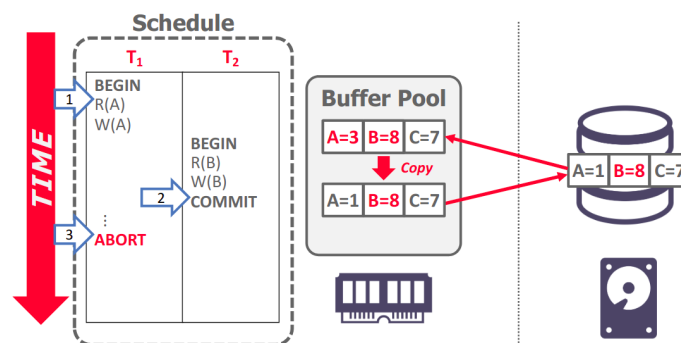 Schedule
T1 T2
TIME
1
BEGIN
R(A)
W(A)
BEGIN
R(B)
W(B)
2
COMMIT
⋮
3
ABORT
Buffer Pool
A=3 B=8 C=7
Copy
A=1 B=8 C=7
A=1 B=8 C=7